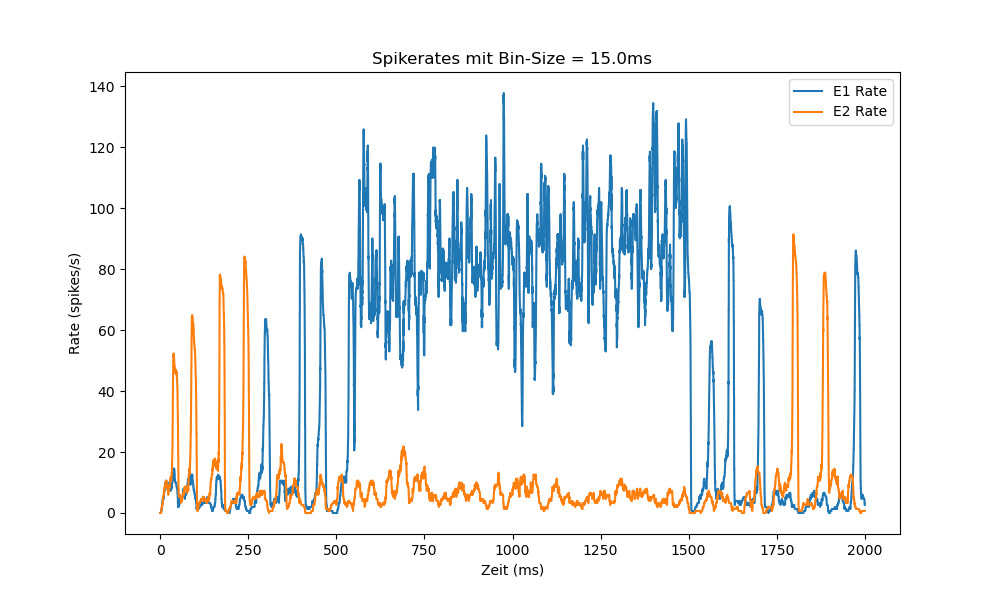 Spikerates mit Bin-Size = 15.0ms
E1 Rate
E2 Rate
Rate (spikes/s)
140
120
100
80
60
40
20
0
0 250 500 750 1000 1250 1500 1750 2000
Zeit (ms)